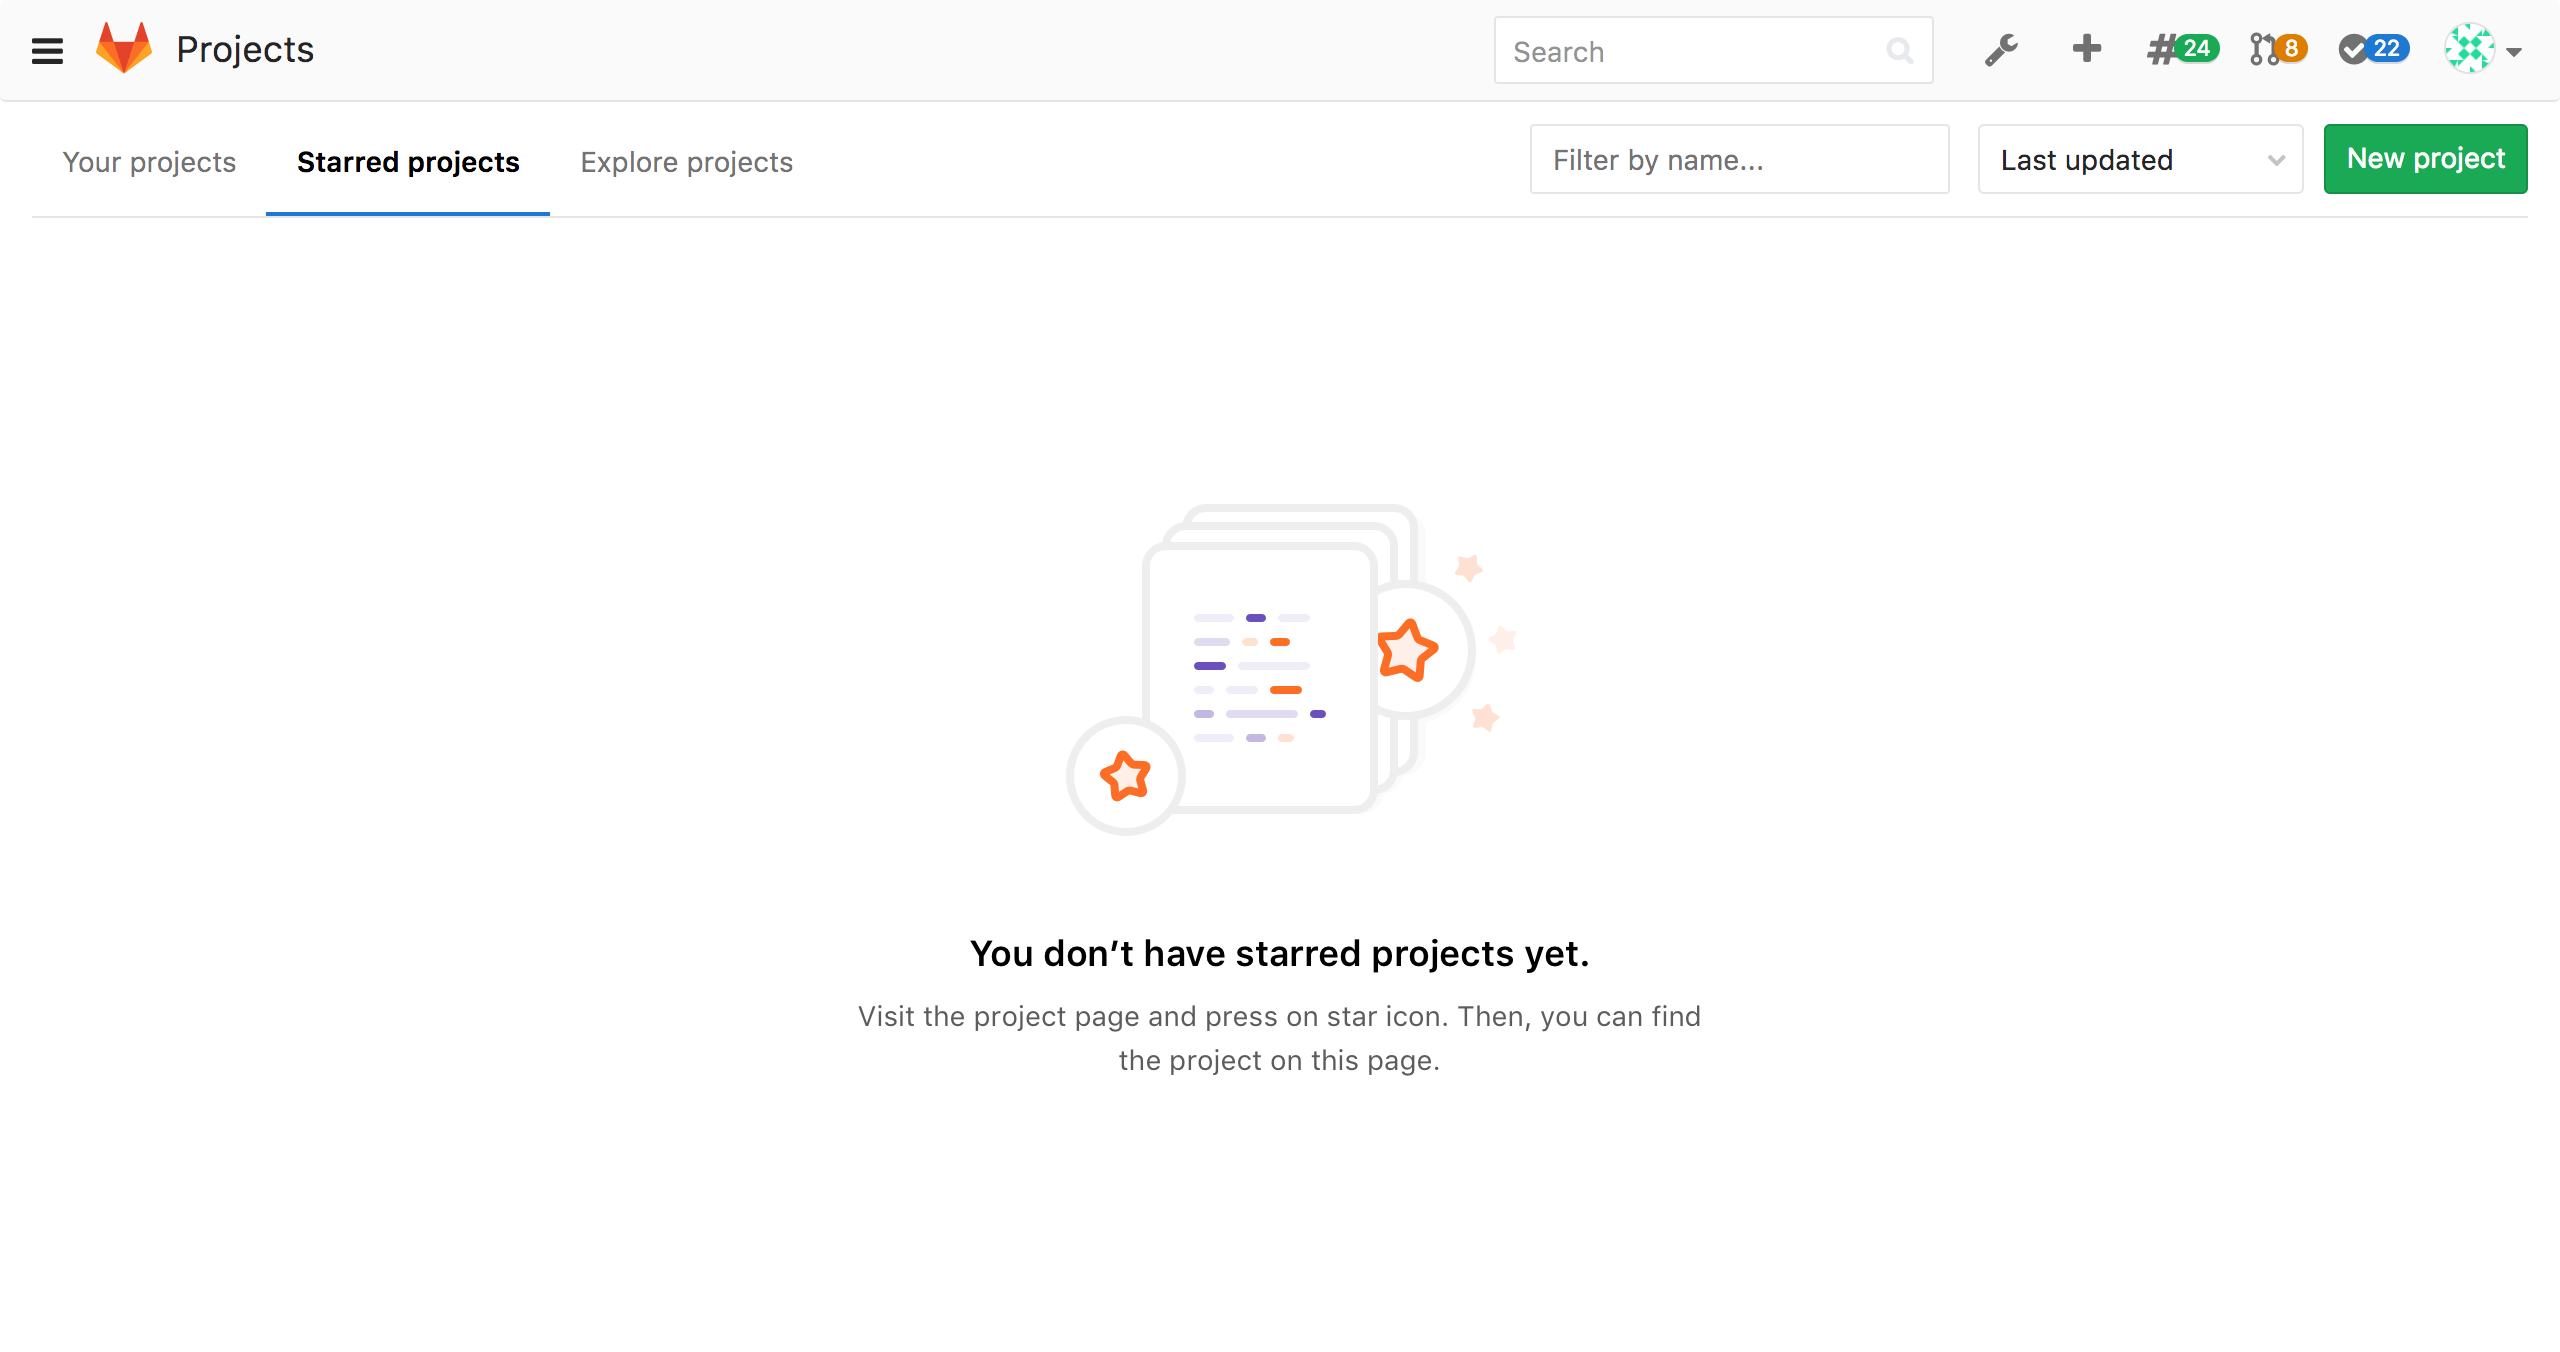 Projects
Search
24
8
22
Your projects
Starred projects
Explore projects
Filter by name...
Last updated
New project
You don’t have starred projects yet.
Visit the project page and press on star icon. Then, you can find
the project on this page.